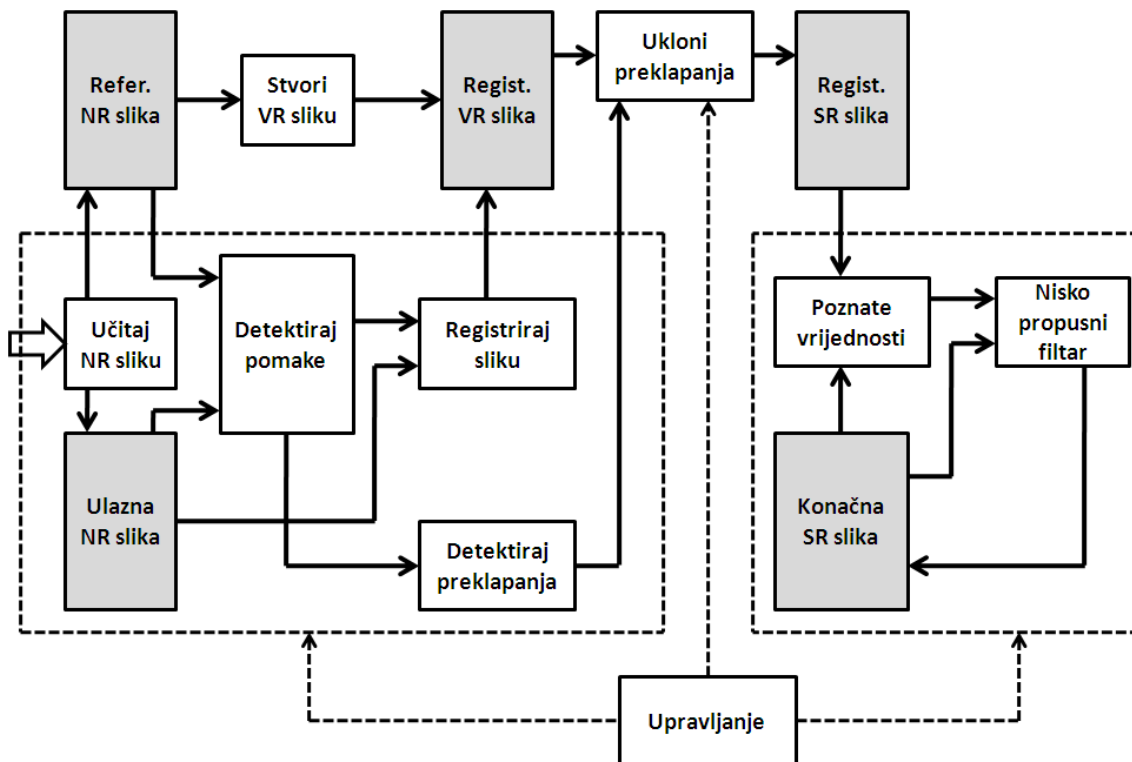 Refer.
NR slika
Stvori
VR sliku
Regist.
VR slika
Ukloni
preklapanja
Regist.
SR slika
Učitaj
NR sliku
Detektiraj
pomake
Registriraj
sliku
Poznate
vrijednosti
Nisko
propusni
filtar
Ulazna
NR slika
Detektiraj
preklapanja
Konačna
SR slika
Upravljanje